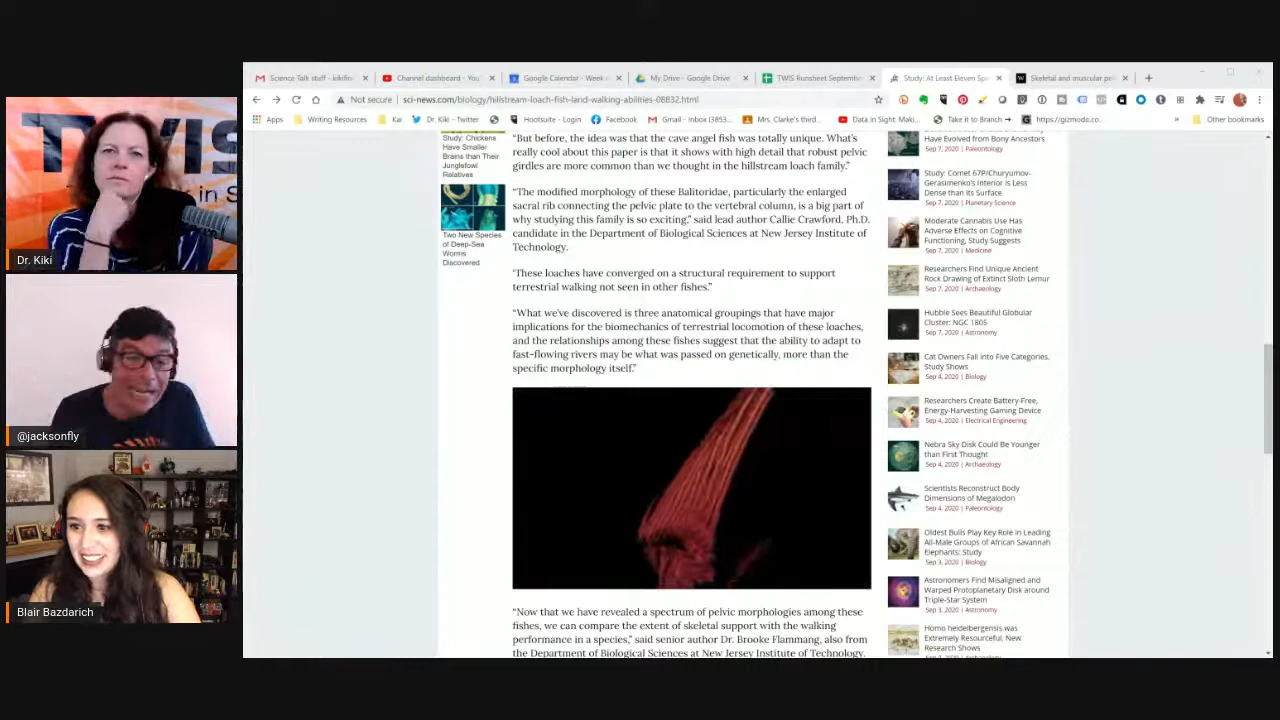 Science Talk stuff - kikifin
Channel dashboard - You
Google Calendar - Week
My Drive - Google Drive
TWIS Runsheet Septemb
Study: At Least Eleven Sp
Skeletal and muscular pe
Not secure
sci-news.com/biology/hillstream-loach-fish-land-walking-abilities-08832.html
Apps
Writing Resources
Kai
Dr. Kiki - Twitter
Hootsuite - Login
Facebook
Gmail - Inbox (3853...
Mrs. Clarke's third...
Data in Sight: Maki...
Take it to Branch
https://gizmodo.co...
Other bookmarks
TWIS
in S
Dr. Kiki
@jacksonfly
Blair Bazdarich
Study: Chickens
Have Smaller
Brains than Their
Junglefowl
Relatives
Two New Species
of Deep-Sea
Worms
Discovered
“But before, the idea was that the cave angel fish was totally unique. What’s
really cool about this paper is that it shows with high detail that robust pelvic
girdles are more common than we thought in the hillstream loach family.”
“The modified morphology of these Balitoridae, particularly the enlarged
sacral rib connecting the pelvic plate to the vertebral column, is a big part of
why studying this family is so exciting,” said lead author Callie Crawford, Ph.D.
candidate in the Department of Biological Sciences at New Jersey Institute of
Technology.
“These loaches have converged on a structural requirement to support
terrestrial walking not seen in other fishes.”
“What we’ve discovered is three anatomical groupings that have major
implications for the biomechanics of terrestrial locomotion of these loaches,
and the relationships among these fishes suggest that the ability to adapt to
fast-flowing rivers may be what was passed on genetically, more than the
specific morphology itself.”
“Now that we have revealed a spectrum of pelvic morphologies among these
fishes, we can compare the extent of skeletal support with the walking
performance in a species,” said senior author Dr. Brooke Flammang, also from
the Department of Biological Sciences at New Jersey Institute of Technology.
Have Evolved from Bony Ancestors
Sep 7, 2020 | Paleontology
Study: Comet 67P/Churyumov-
Gerasimenko's Interior is Less
Dense than Its Surface
Sep 7, 2020 | Planetary Science
Moderate Cannabis Use Has
Adverse Effects on Cognitive
Functioning, Study Suggests
Sep 7, 2020 | Medicine
Researchers Find Unique Ancient
Rock Drawing of Extinct Sloth Lemur
Sep 7, 2020 | Archaeology
Hubble Sees Beautiful Globular
Cluster: NGC 1805
Sep 7, 2020 | Astronomy
Cat Owners Fall into Five Categories,
Study Shows
Sep 4, 2020 | Biology
Researchers Create Battery-Free,
Energy-Harvesting Gaming Device
Sep 4, 2020 | Electrical Engineering
Nebra Sky Disk Could Be Younger
than First Thought
Sep 4, 2020 | Archaeology
Scientists Reconstruct Body
Dimensions of Megalodon
Sep 4, 2020 | Paleontology
Oldest Bulls Play Key Role in Leading
All-Male Groups of African Savannah
Elephants: Study
Sep 3, 2020 | Biology
Astronomers Find Misaligned and
Warped Protoplanetary Disk around
Triple-Star System
Sep 3, 2020 | Astronomy
Homo heidelbergensis was
Extremely Resourceful, New
Research Shows